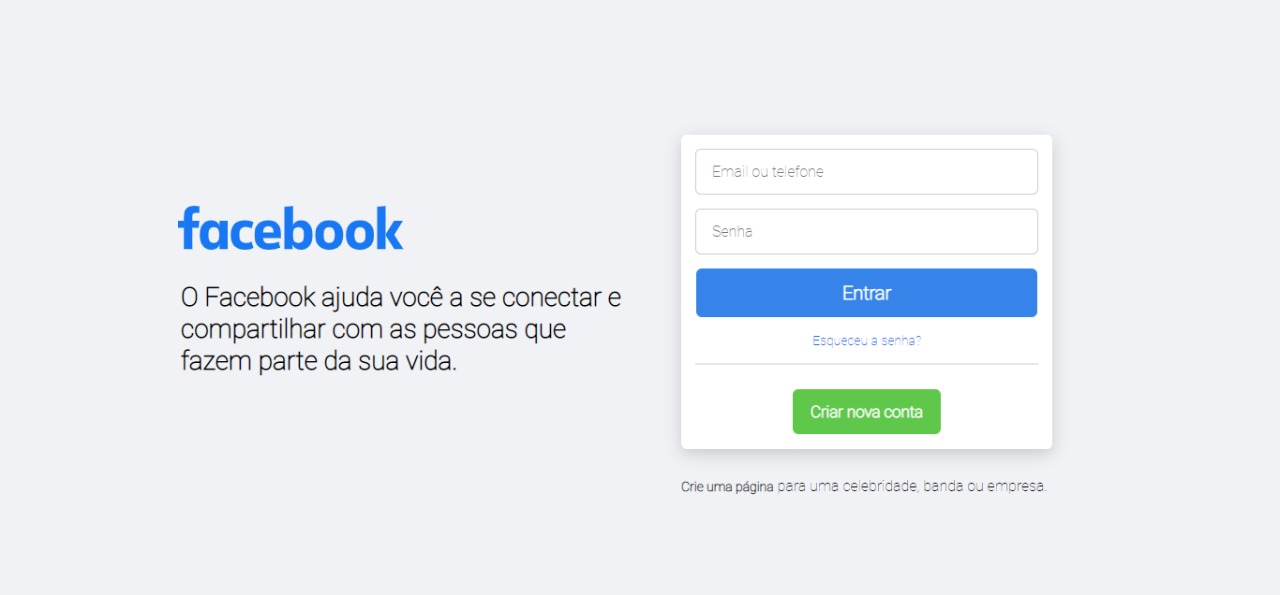 facebook
O Facebook ajuda você a se conectar e
compartilhar com as pessoas que
fazem parte da sua vida.
Email ou telefone
Senha
Entrar
Esqueceu a senha?
Criar nova conta
Crie uma página para uma celebridade, banda ou empresa.